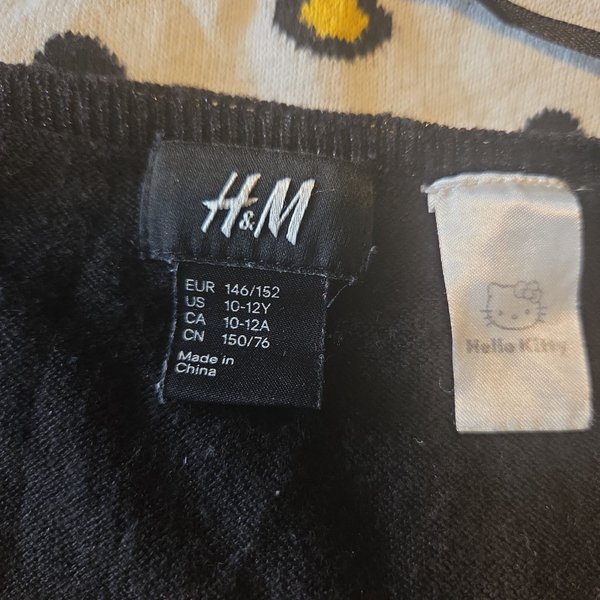 H&M
EUR 146/152
US 10-12Y
CA 10-12A
CN 150/76
Made in
China
Hello Kitty